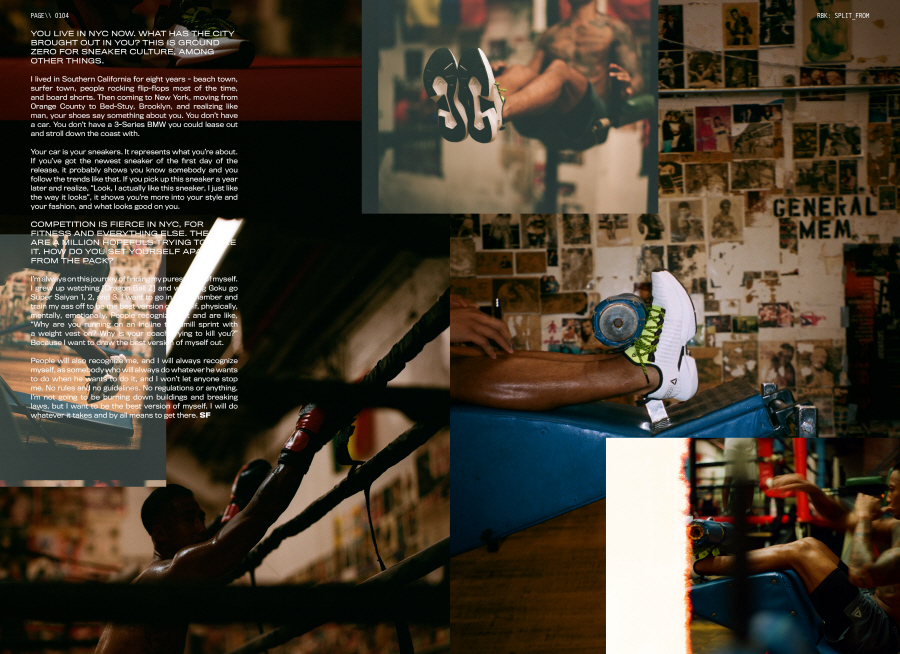 PAGE\\ 0104
RBK: SPLIT_FROM
YOU LIVE IN NYC NOW. WHAT HAS THE CITY
BROUGHT OUT IN YOU? THIS IS GROUND
ZERO FOR SNEAKER CULTURE, AMONG
OTHER THINGS.
I lived in Southern California for eight years – beach town,
surfer town, people rocking flip-flops most of the time,
and board shorts. Then coming to New York, moving from
Orange County to Bed-Stuy, Brooklyn, and realizing like
man, your shoes say something about you. You don't have
a car. You don't have a 3-Series BMW you could lease out
and stroll down the coast with.
Your car is your sneakers. It represents what you're about.
If you've got the newest sneaker of the first day of the
release, it probably shows you know somebody and you
follow the trends like that. If you pick up this sneaker a year
later and realize, "Look, I actually like this sneaker, I just like
the way it looks", it shows you're more into your style and
your fashion, and what looks good on you.
COMPETITION IS FIERCE IN NYC, FOR
FITNESS AND EVERYTHING ELSE. THERE
ARE A MILLION HOPEFULS TRYING TO MAKE
IT. HOW DO YOU SET YOURSELF APART
FROM THE PACK?
I'm always on this journey of finding my purest form of myself.
I grew up watching [Dragon Ball Z] and Goku go
Super Saiyan 1, 2, and 3. I want to go in chamber and
train my ass off to be the best version of physically,
mentally, emotionally. People recognize and are like,
"Why are you running on an incline treadmill sprint with
a weight vest on? Why is your coach trying to kill you?"
Because I want to draw the best version of myself out.
People will also recognize me, and I will always recognize
myself, as somebody who will always do whatever he wants
to do when he wants to do it, and I won't let anyone stop
me. No rules and no guidelines. No regulations or anything.
I'm not going to be burning down buildings and breaking
laws, but I want to be the best version of myself. I will do
whatever it takes and by all means to get there. SF
GENERAL
MEM.